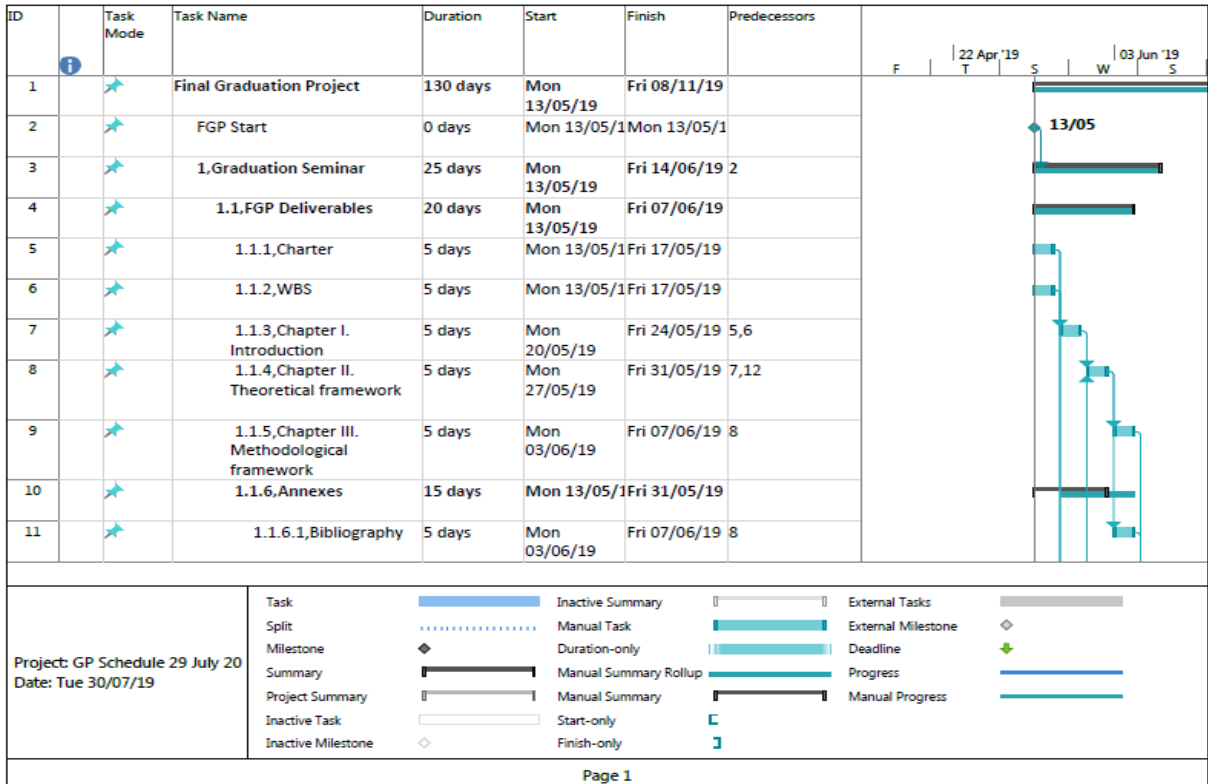 ID Task Mode Task Name Duration Start Finish Predecessors
22 Apr '19 03 Jun '19
F T S W S
1 Final Graduation Project 130 days Mon 13/05/19 Fri 08/11/19
2 FGP Start 0 days Mon 13/05/1 Mon 13/05/1 13/05
3 1,Graduation Seminar 25 days Mon 13/05/19 Fri 14/06/19 2
4 1.1,FGP Deliverables 20 days Mon 13/05/19 Fri 07/06/19
5 1.1.1,Charter 5 days Mon 13/05/1 Fri 17/05/19
6 1.1.2,WBS 5 days Mon 13/05/1 Fri 17/05/19
7 1.1.3,Chapter I. Introduction 5 days Mon 20/05/19 Fri 24/05/19 5,6
8 1.1.4,Chapter II. Theoretical framework 5 days Mon 27/05/19 Fri 31/05/19 7,12
9 1.1.5,Chapter III. Methodological framework 5 days Mon 03/06/19 Fri 07/06/19 8
10 1.1.6,Annexes 15 days Mon 13/05/1 Fri 31/05/19
11 1.1.6.1,Bibliography 5 days Mon 03/06/19 Fri 07/06/19 8
Project: GP Schedule 29 July 20
Date: Tue 30/07/19
Task
Split
Milestone
Summary
Project Summary
Inactive Task
Inactive Milestone
Inactive Summary
Manual Task
Duration-only
Manual Summary Rollup
Manual Summary
Start-only
Finish-only
External Tasks
External Milestone
Deadline
Progress
Manual Progress
Page 1